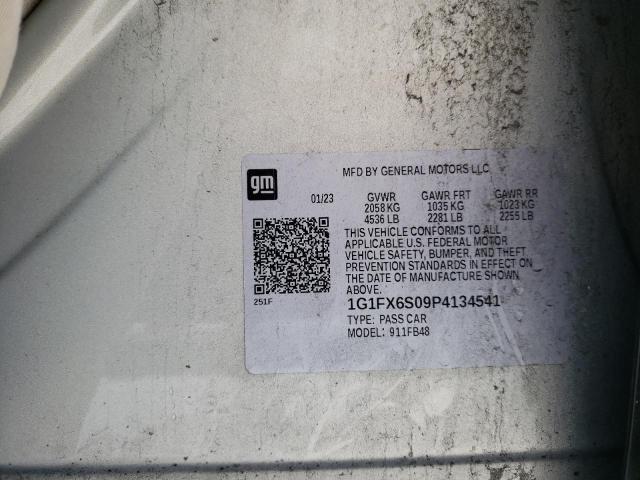 gm
MFD BY GENERAL MOTORS LLC
01/23 GVWR GAWR FRT GAWR RR
2058 KG 1035 KG 1023 KG
4536 LB 2281 LB 2255 LB
THIS VEHICLE CONFORMS TO ALL
APPLICABLE U.S. FEDERAL MOTOR
VEHICLE SAFETY, BUMPER, AND THEFT
PREVENTION STANDARDS IN EFFECT ON
THE DATE OF MANUFACTURE SHOWN
ABOVE.
251F
1G1FX6S09P4134541
TYPE: PASS CAR
MODEL: 911FB48